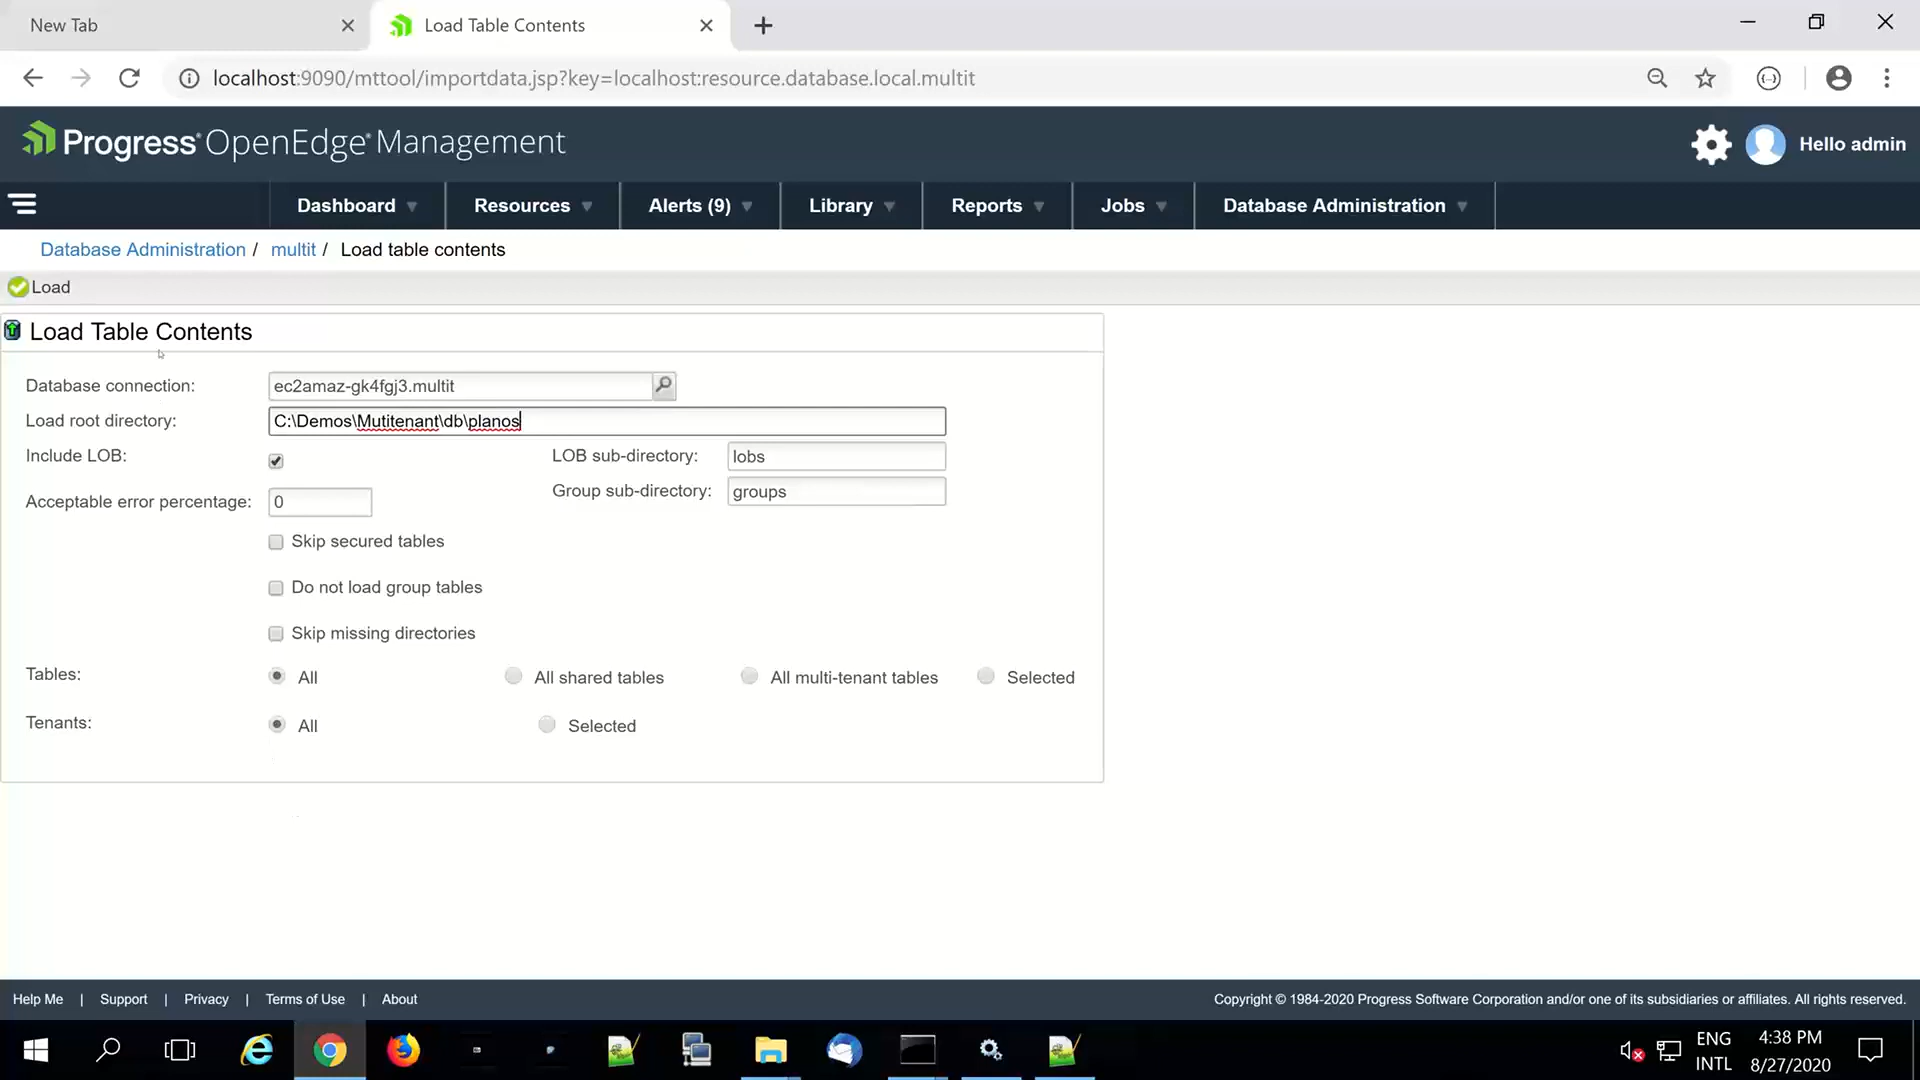 New Tab
Load Table Contents
localhost:9090/mttool/importdata.jsp?key=localhost:resource.database.local.multit
Progress OpenEdge Management
Hello admin
Dashboard
Resources
Alerts (9)
Library
Reports
Jobs
Database Administration
Database Administration / multit / Load table contents
Load
Load Table Contents
Database connection: ec2amaz-gk4fgj3.multit
Load root directory: C:\Demos\Mutitenant\db\planos
Include LOB: LOB sub-directory: lobs
Group sub-directory: groups
Acceptable error percentage: 0
Skip secured tables
Do not load group tables
Skip missing directories
Tables: All All shared tables All multi-tenant tables Selected
Tenants: All Selected
Help Me | Support | Privacy | Terms of Use | About
Copyright © 1984-2020 Progress Software Corporation and/or one of its subsidiaries or affiliates. All rights reserved.
ENG
INTL
4:38 PM
8/27/2020